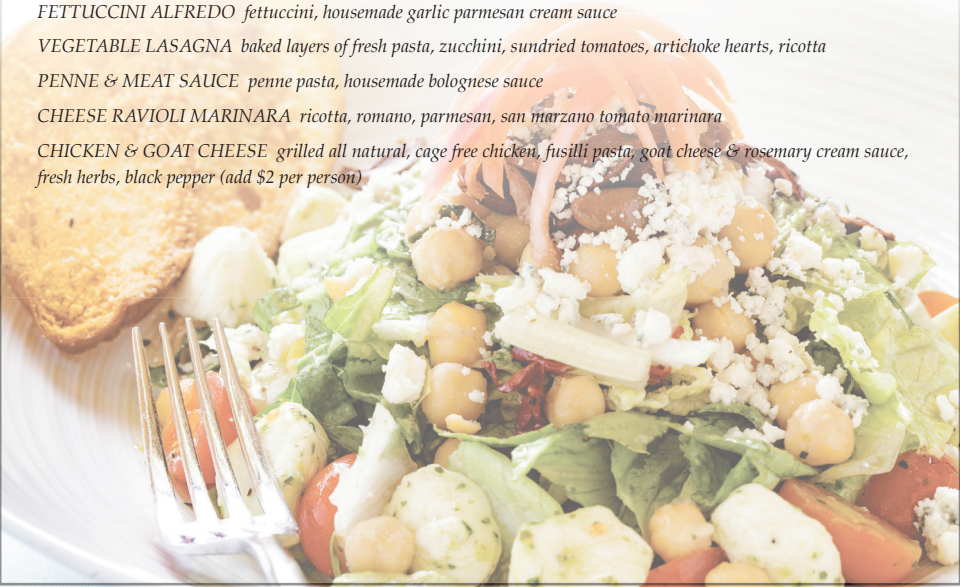 FETTUCCINI ALFREDO fettuccini, housemade garlic parmesan cream sauce
VEGETABLE LASAGNA baked layers of fresh pasta, zucchini, sundried tomatoes, artichoke hearts, ricotta
PENNE & MEAT SAUCE penne pasta, housemade bolognese sauce
CHEESE RAVIOLI MARINARA ricotta, romano, parmesan, san marzano tomato marinara
CHICKEN & GOAT CHEESE grilled all natural, cage free chicken, fusilli pasta, goat cheese & rosemary cream sauce,
fresh herbs, black pepper (add $2 per person)